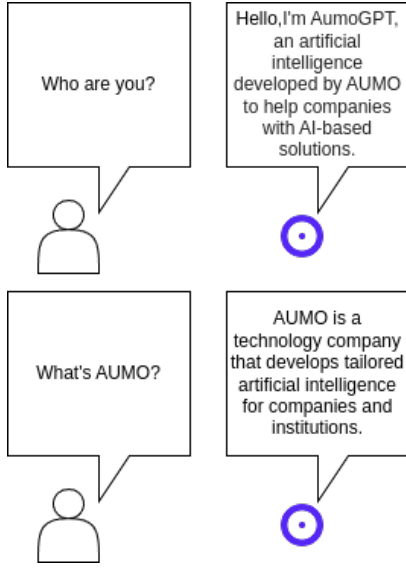 Who are you?
Hello,I'm AumoGPT,
an artificial
intelligence
developed by AUMO
to help companies
with AI-based
solutions.
What's AUMO?
AUMO is a
technology company
that develops tailored
artificial intelligence
for companies and
institutions.